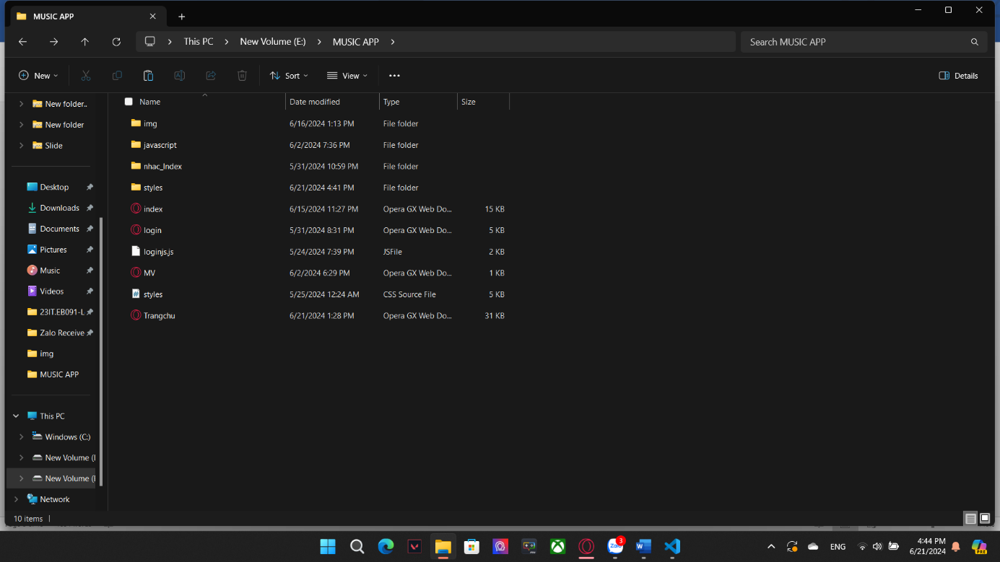 MUSIC APP
This PC > New Volume (E:) > MUSIC APP >
Search MUSIC APP
New
Sort
View
Details
New folder..
New folder
Slide
Desktop
Downloads
Documents
Pictures
Music
Videos
23IT.EB091-L
Zalo Receive
img
MUSIC APP
This PC
Windows (C:)
New Volume (
New Volume (
Network
Name Date modified Type Size
img 6/16/2024 1:13 PM File folder
javascript 6/2/2024 7:36 PM File folder
nhac_Index 5/31/2024 10:59 PM File folder
styles 6/21/2024 4:41 PM File folder
index 6/15/2024 11:27 PM Opera GX Web Do... 15 KB
login 5/31/2024 8:31 PM Opera GX Web Do... 5 KB
loginjs.js 5/24/2024 7:39 PM JSFile 2 KB
MV 6/2/2024 6:29 PM Opera GX Web Do... 1 KB
styles 5/25/2024 12:24 AM CSS Source File 5 KB
Trangchu 6/21/2024 1:28 PM Opera GX Web Do... 31 KB
10 items
Zalo
3
ENG
4:44 PM
6/21/2024
PRE